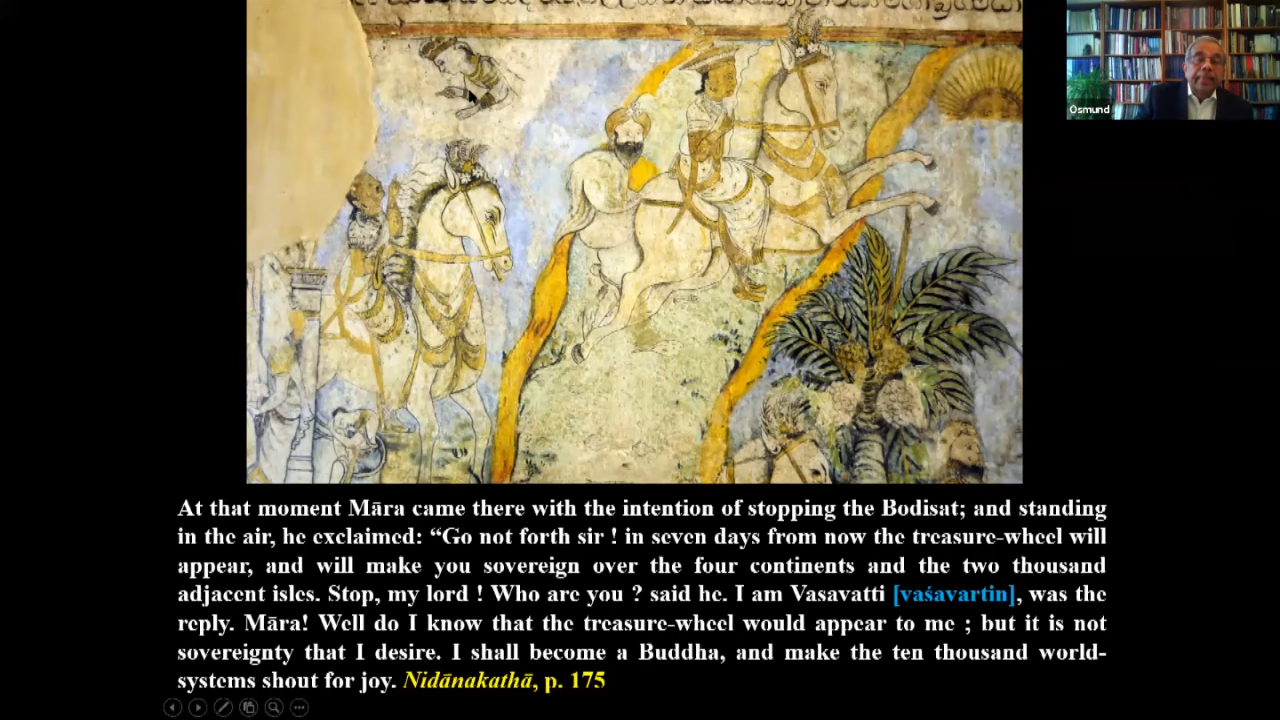 Osmund
At that moment Māra came there with the intention of stopping the Bodisat; and standing
in the air, he exclaimed: “Go not forth sir ! in seven days from now the treasure-wheel will
appear, and will make you sovereign over the four continents and the two thousand
adjacent isles. Stop, my lord ! Who are you ? said he. I am Vasavatti [vaśavartin], was the
reply. Māra! Well do I know that the treasure-wheel would appear to me ; but it is not
sovereignty that I desire. I shall become a Buddha, and make the ten thousand world-
systems shout for joy. Nidānakathā, p. 175